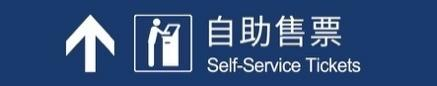 自助售票
Self-Service Tickets